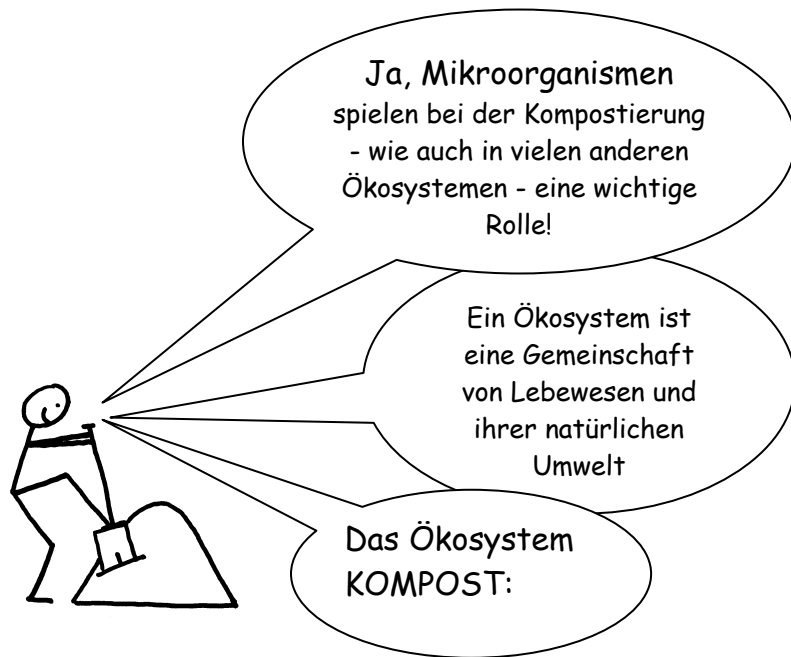 Ja, Mikroorganismen
spielen bei der Kompostierung
- wie auch in vielen anderen
Ökosystemen - eine wichtige
Rolle!
Ein Ökosystem ist
eine Gemeinschaft
von Lebewesen und
ihrer natürlichen
Umwelt
Das Ökosystem
KOMPOST: